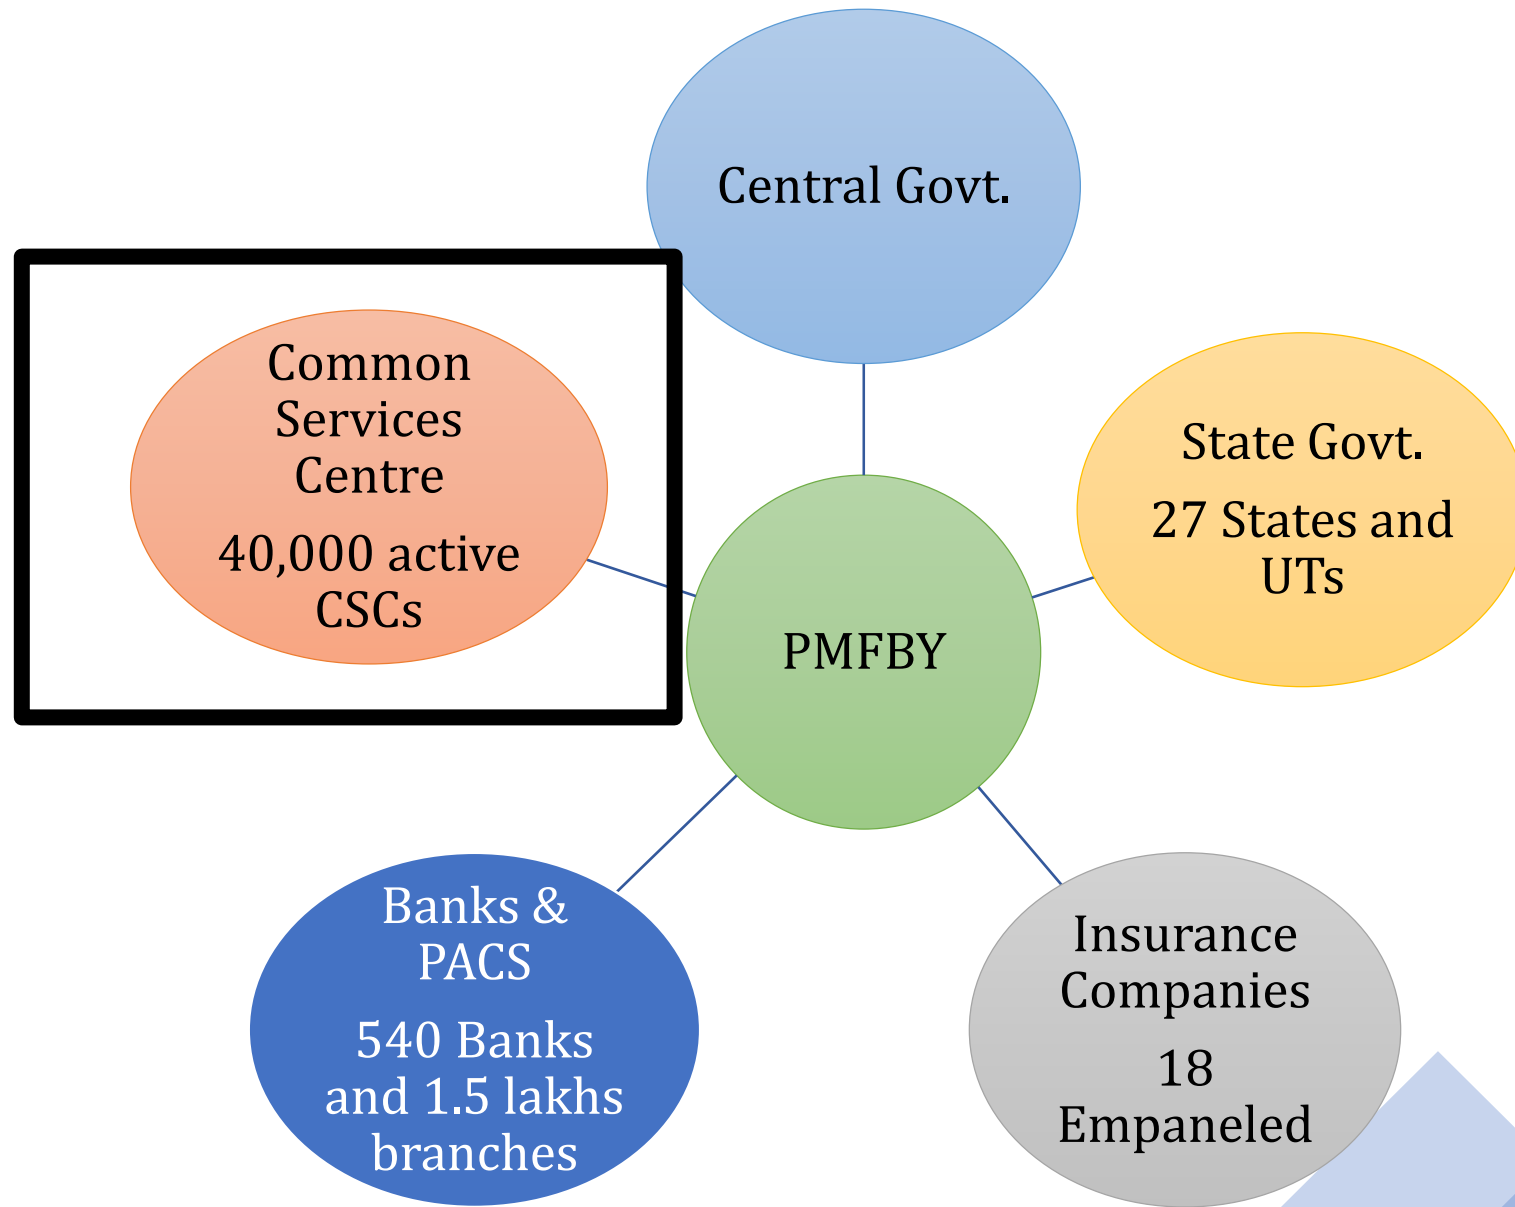 Central Govt.
Common
Services
Centre
40,000 active
CSCs
State Govt.
27 States and
UTs
PMFBY
Banks &
PACS
540 Banks
and 1.5 lakhs
branches
Insurance
Companies
18
Empaneled